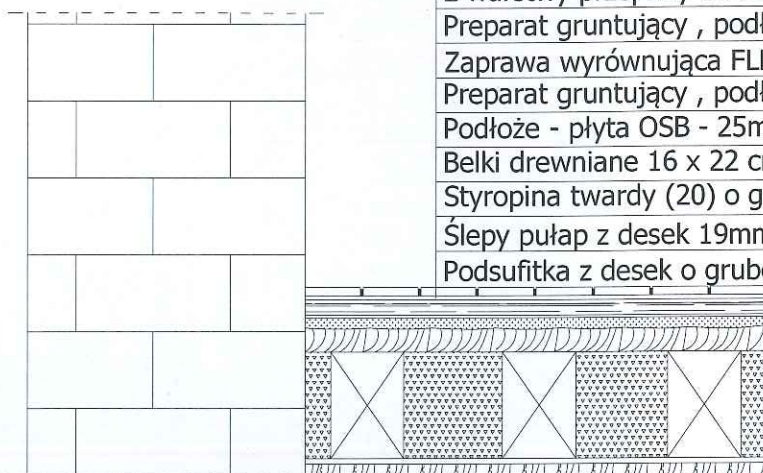 Preparat gruntujący , podł
Zaprawa wyrównująca FL
Preparat gruntujący , podł
Podłoże - płyta OSB - 25m
Belki drewniane 16 x 22 c
Styropina twardy (20) o g
Ślepy pułap z desek 19mm
Podsufitka z desek o grub